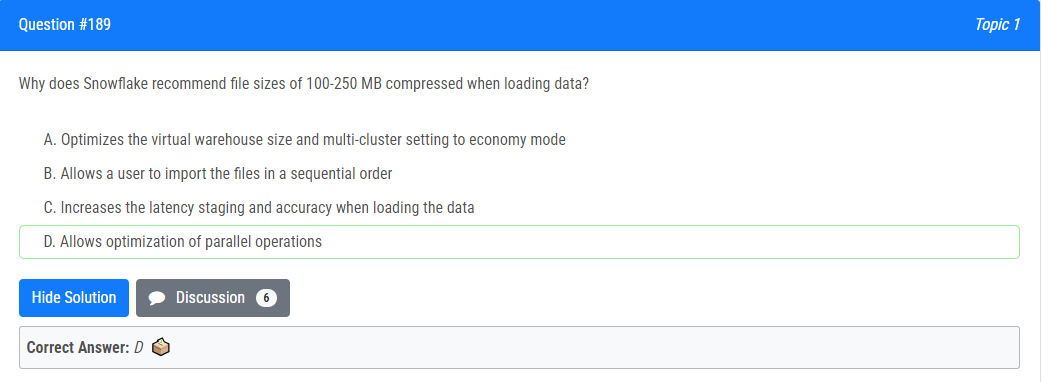 Question #189
Topic 1
Why does Snowflake recommend file sizes of 100-250 MB compressed when loading data?
A. Optimizes the virtual warehouse size and multi-cluster setting to economy mode
B. Allows a user to import the files in a sequential order
C. Increases the latency staging and accuracy when loading the data
D. Allows optimization of parallel operations
Hide Solution
Discussion 6
Correct Answer: D